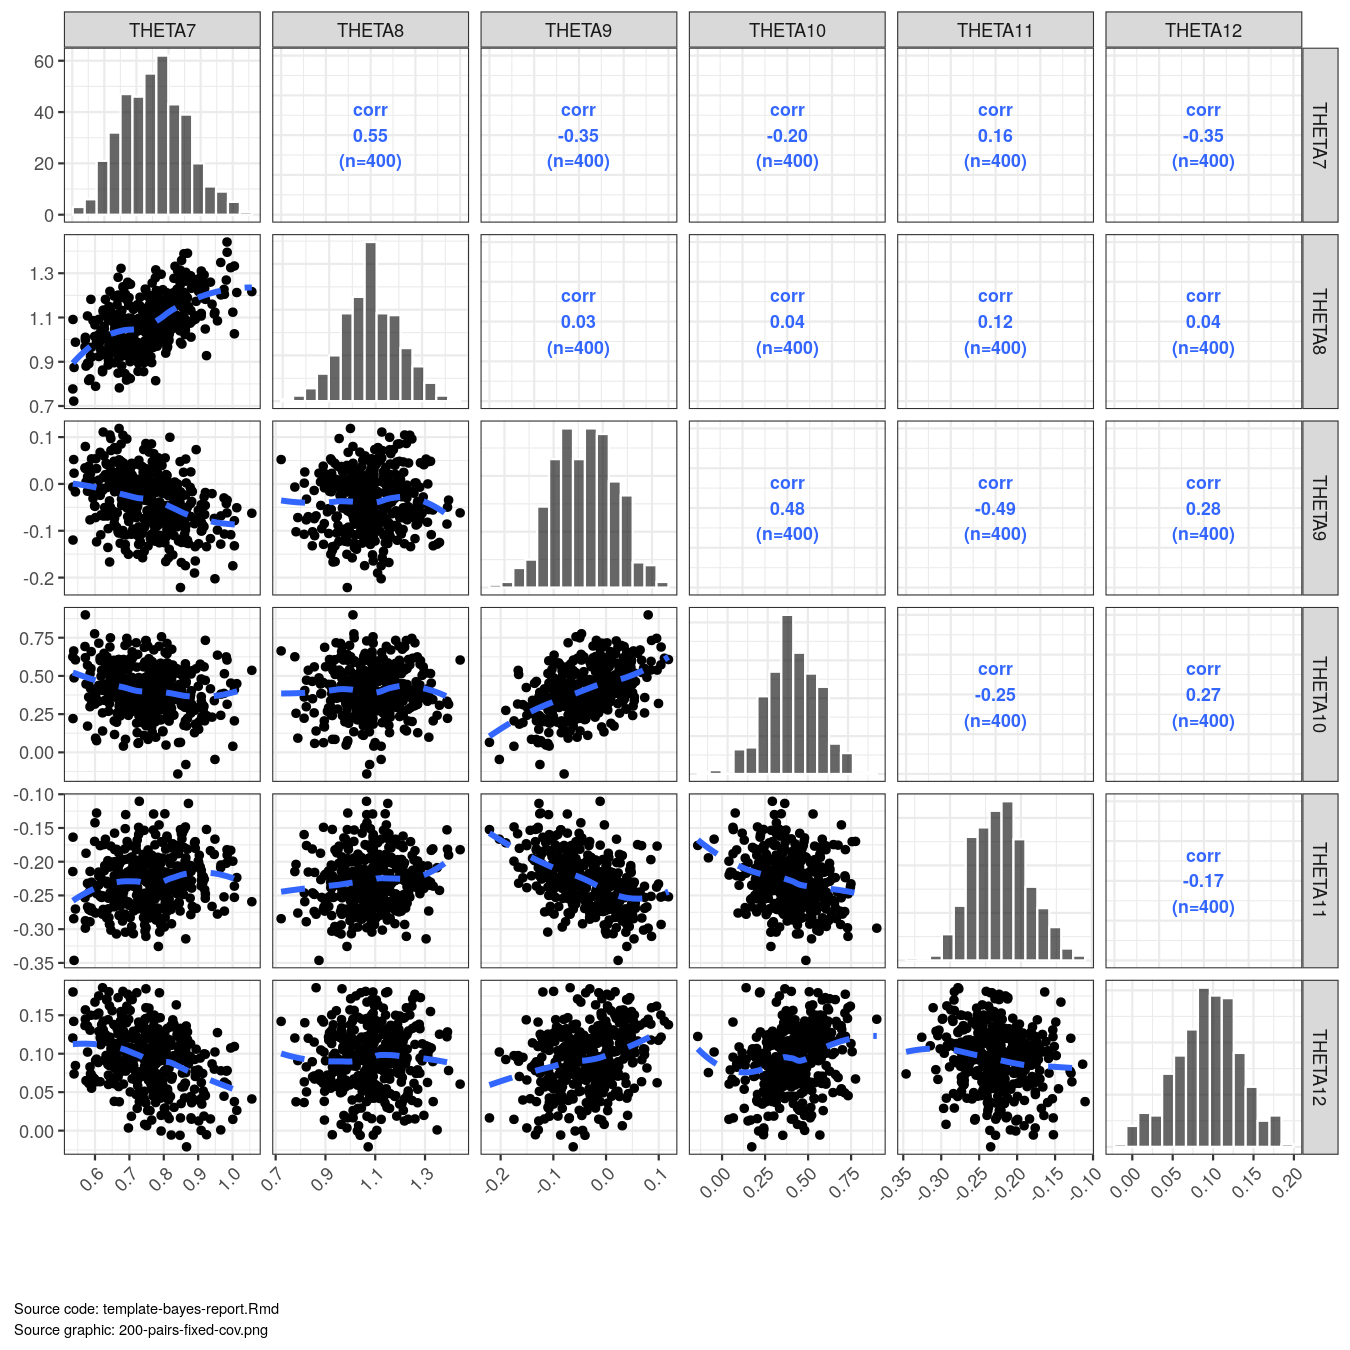 THETA7 THETA8 THETA9 THETA10 THETA11 THETA12
60
40
20
0
corr
0.55
(n=400)
corr
-0.35
(n=400)
corr
-0.20
(n=400)
corr
0.16
(n=400)
corr
-0.35
(n=400)
THETA7
1.3
1.1
0.9
0.7
corr
0.03
(n=400)
corr
0.04
(n=400)
corr
0.12
(n=400)
corr
0.04
(n=400)
THETA8
0.1
0.0
-0.1
-0.2
corr
0.48
(n=400)
corr
-0.49
(n=400)
corr
0.28
(n=400)
THETA9
0.75
0.50
0.25
0.00
corr
-0.25
(n=400)
corr
0.27
(n=400)
THETA10
-0.10
-0.15
-0.20
-0.25
-0.30
-0.35
corr
-0.17
(n=400)
THETA11
0.15
0.10
0.05
0.00
THETA12
0.6 0.7 0.8 0.9 1.0
0.7 0.9 1.1 1.3
-0.2 -0.1 0.0 0.1
0.00 0.25 0.50 0.75
-0.35 -0.30 -0.25 -0.20 -0.15 -0.10
0.00 0.05 0.10 0.15 0.20
Source code: template-bayes-report.Rmd
Source graphic: 200-pairs-fixed-cov.png